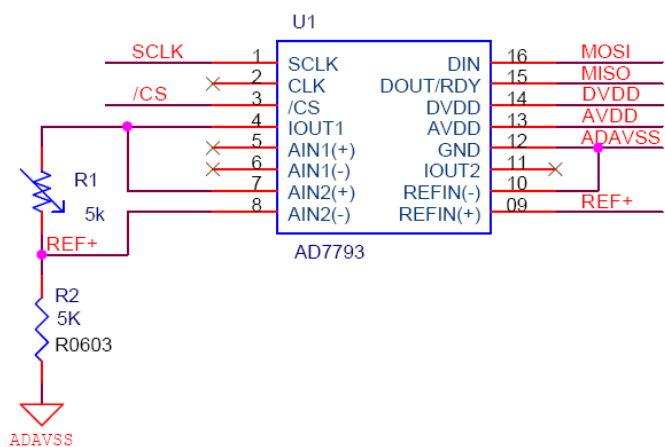 U1
SCLK 1 SCLK DIN 16 MOSI
2 CLK DOUT/RDY 15 MISO
/CS 3 /CS DVDD 14 DVDD
4 IOUT1 AVDD 13 AVDD
5 AIN1(+) GND 12 ADAVSS
6 AIN1(-) IOUT2 11
7 AIN2(+) REFIN(-) 10
8 AIN2(-) REFIN(+) 09 REF+
AD7793
R1
5k
REF+
R2
5K
R0603
ADAVSS